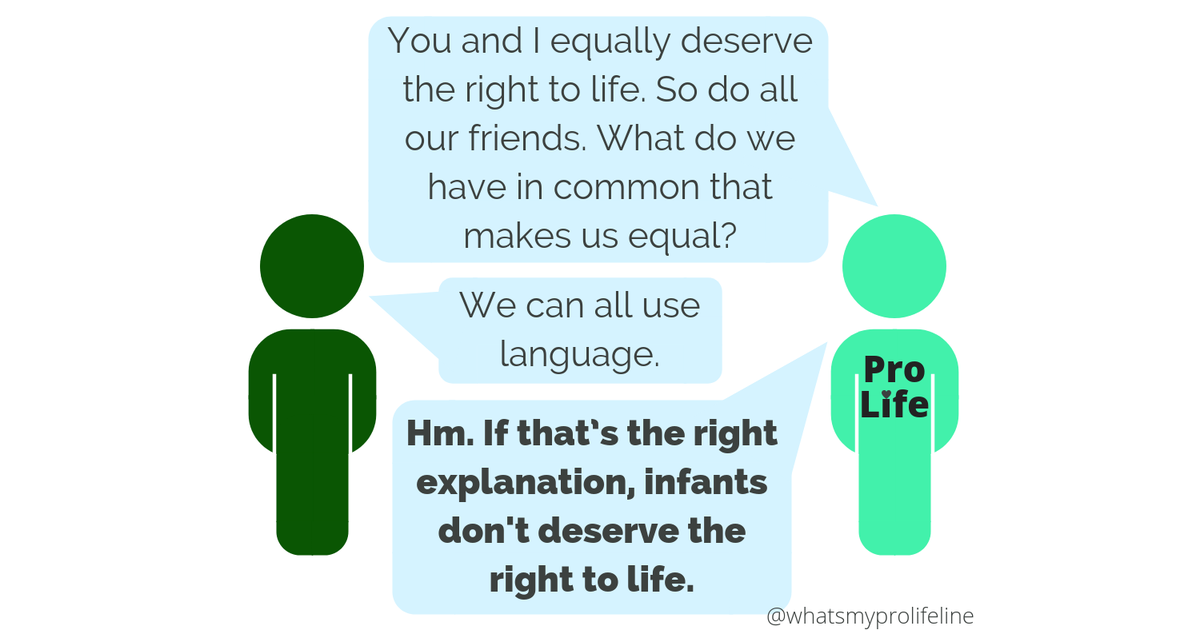 You and I equally deserve
the right to life. So do all
our friends. What do we
have in common that
makes us equal?
We can all use
language.
Pro
Life
Hm. If that‘s the right
explanation, infants
don't deserve the
right to life.
@whatsmyprolifeline